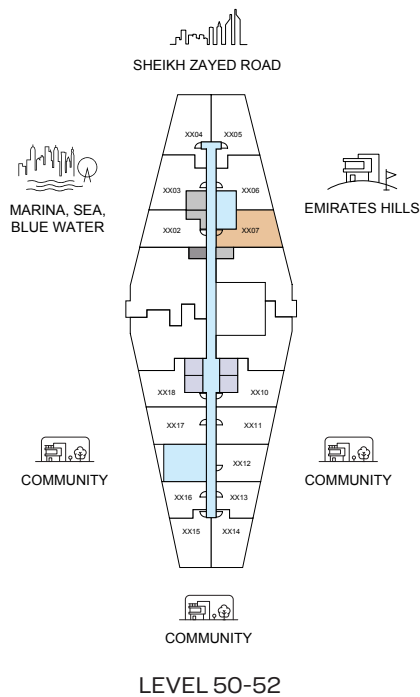 SHEIKH ZAYED ROAD
XX04 XX05
MARINA, SEA,
BLUE WATER
XX03 XX06
EMIRATES HILLS
XX02 XX07
XX18 XX10
XX17 XX11
COMMUNITY
XX12
COMMUNITY
XX16 XX13
XX15 XX14
COMMUNITY
LEVEL 50-52